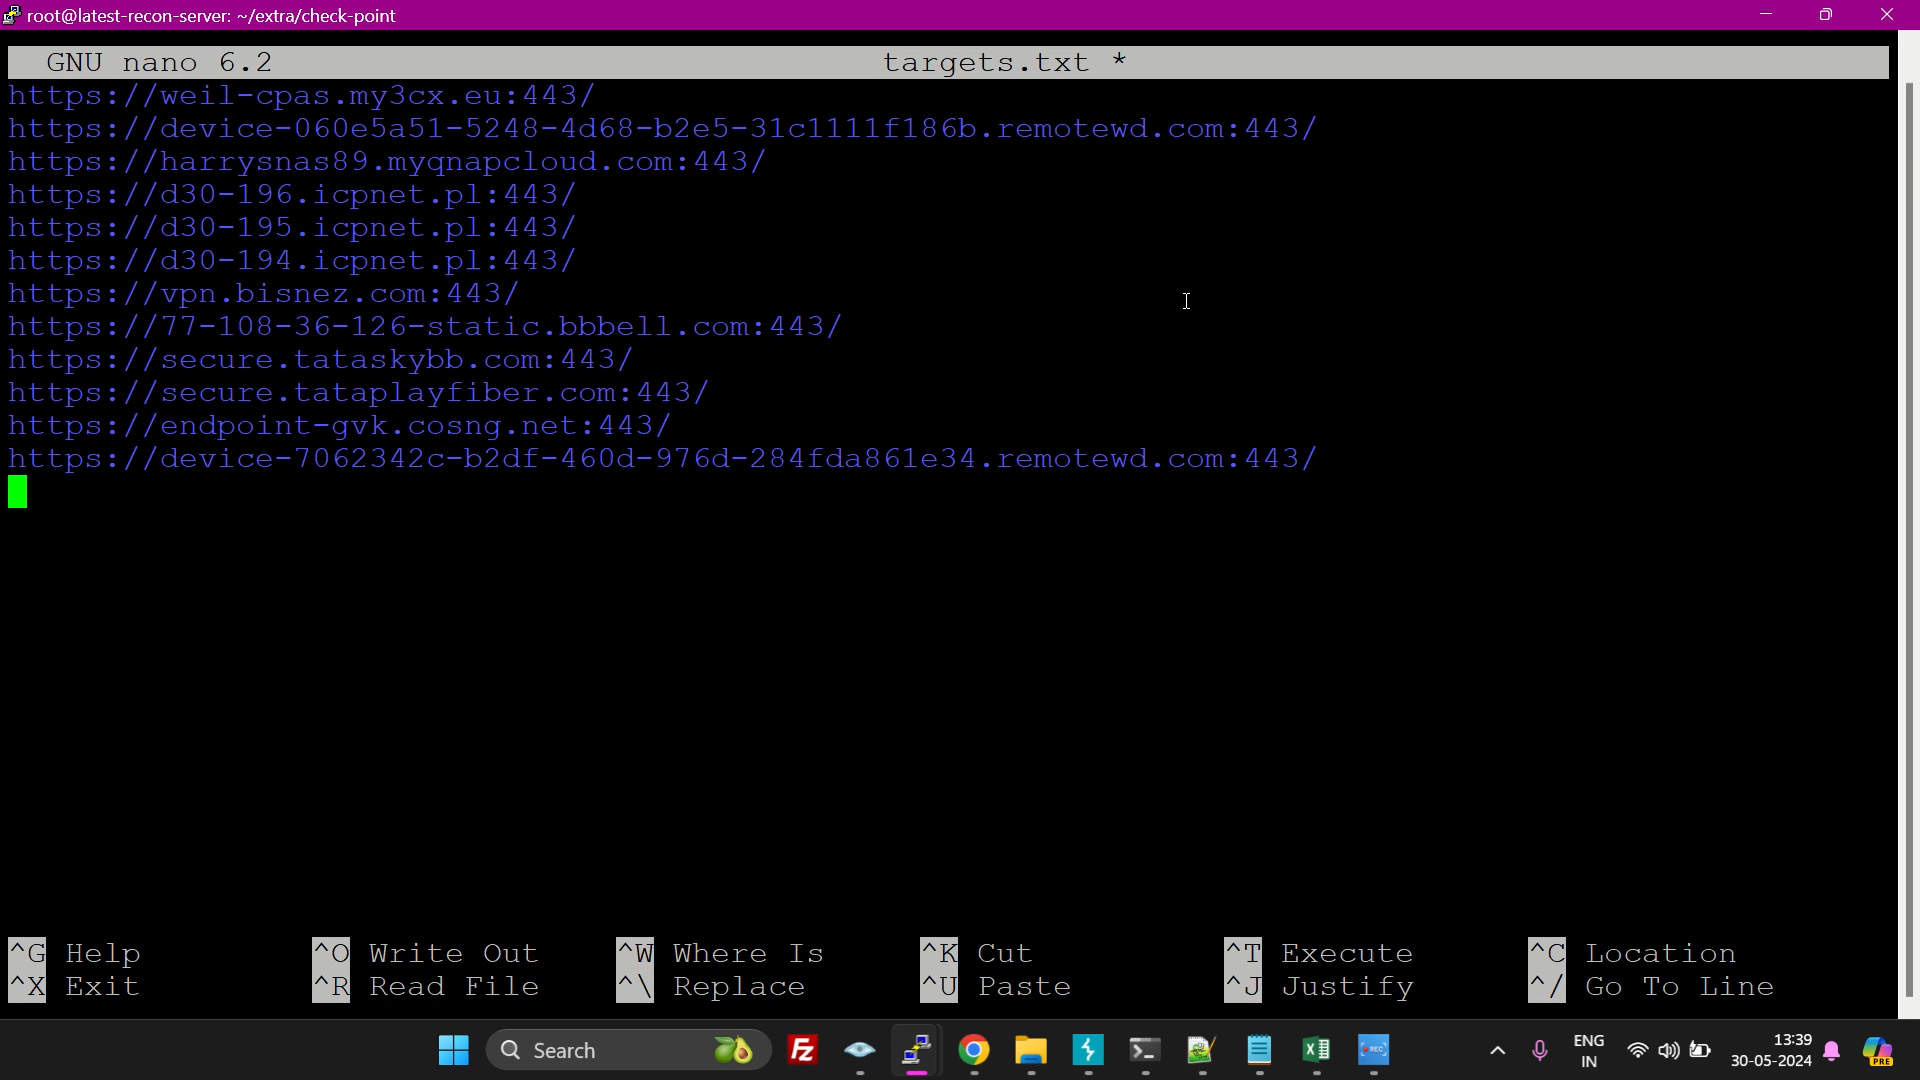 root@latest-recon-server: ~/extra/check-point
GNU nano 6.2 targets.txt *
https://weil-cpas.my3cx.eu:443/
https://device-060e5a51-5248-4d68-b2e5-31c1111f186b.remotewd.com:443/
https://harrysnas89.myqnapcloud.com:443/
https://d30-196.icpnet.pl:443/
https://d30-195.icpnet.pl:443/
https://d30-194.icpnet.pl:443/
https://vpn.bisnez.com:443/
https://77-108-36-126-static.bbbell.com:443/
https://secure.tataskybb.com:443/
https://secure.tataplayfiber.com:443/
https://endpoint-gvk.cosng.net:443/
https://device-7062342c-b2df-460d-976d-284fda861e34.remotewd.com:443/
^G Help ^O Write Out ^W Where Is ^K Cut ^T Execute ^C Location
^X Exit ^R Read File ^\ Replace ^U Paste ^J Justify ^/ Go To Line
Search Fz REC ENG 13:39
IN 30-05-2024 PRE